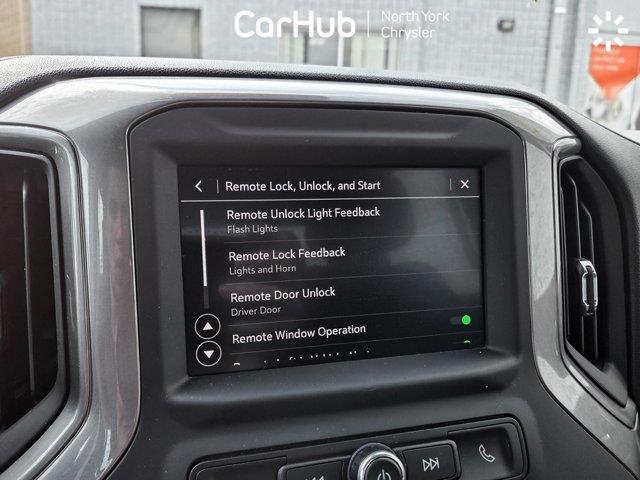 CarHub
North York
Chrysler
Remote Lock, Unlock, and Start
Remote Unlock Light Feedback
Flash Lights
Remote Lock Feedback
Lights and Horn
Remote Door Unlock
Driver Door
Remote Window Operation